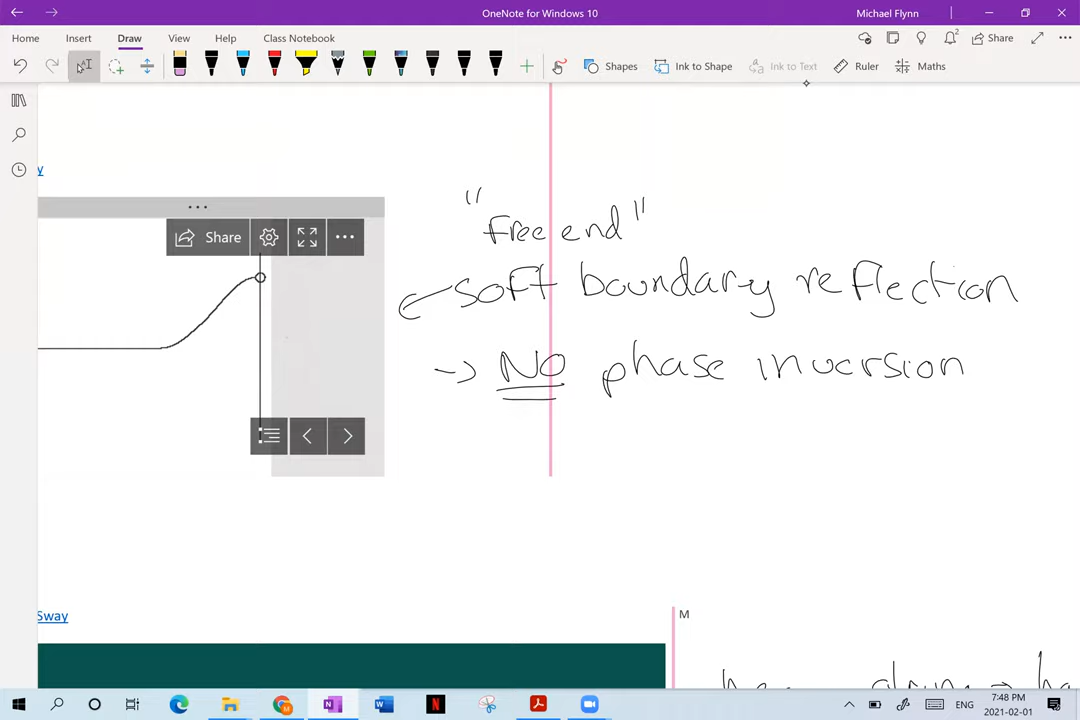 OneNote for Windows 10
Michael Flynn
Home Insert Draw View Help Class Notebook
Share
Shapes Ink to Shape Ink to Text Ruler Maths
y
Share
"Free end"
soft boundary reflection
→ NO phase inversion
Sway
M
ENG
7:48 PM
2021-02-01